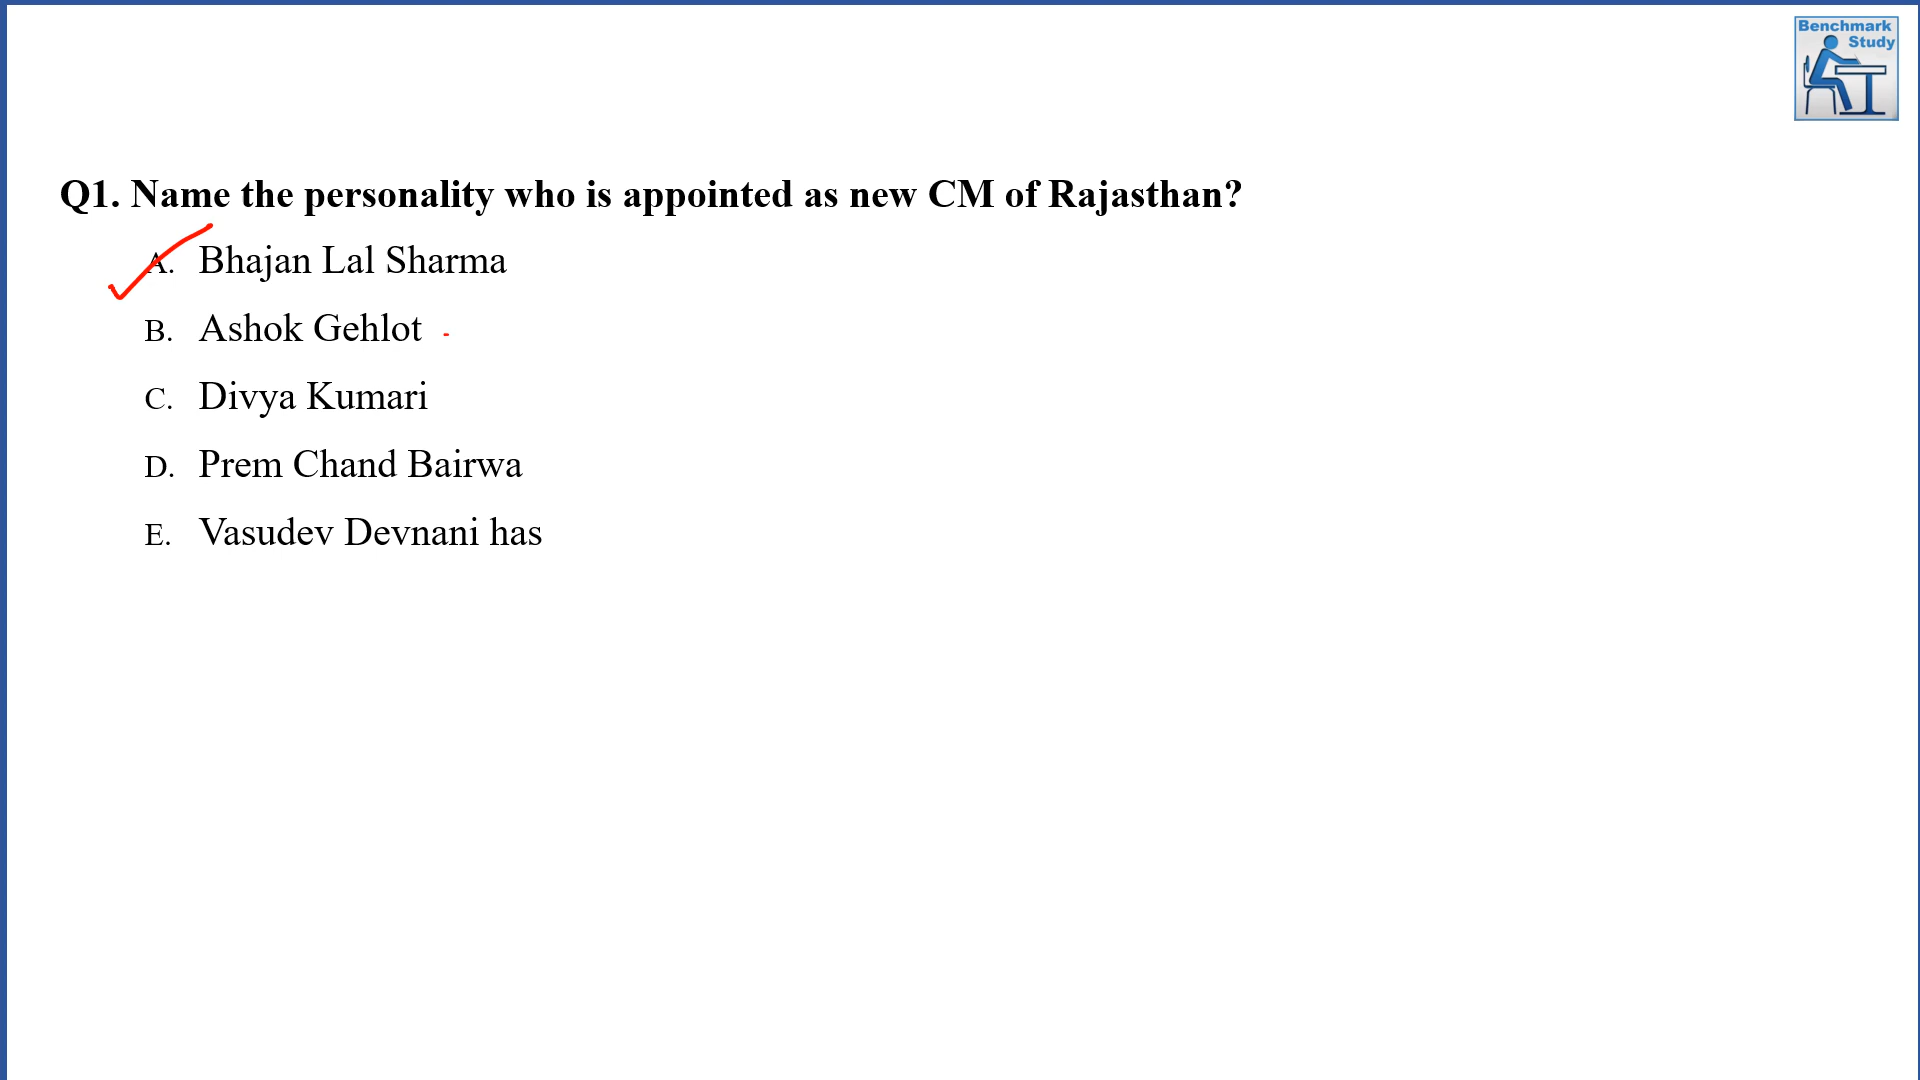 Benchmark
Study
Q1. Name the personality who is appointed as new CM of Rajasthan?
A. Bhajan Lal Sharma
B. Ashok Gehlot -
C. Divya Kumari
D. Prem Chand Bairwa
E. Vasudev Devnani has